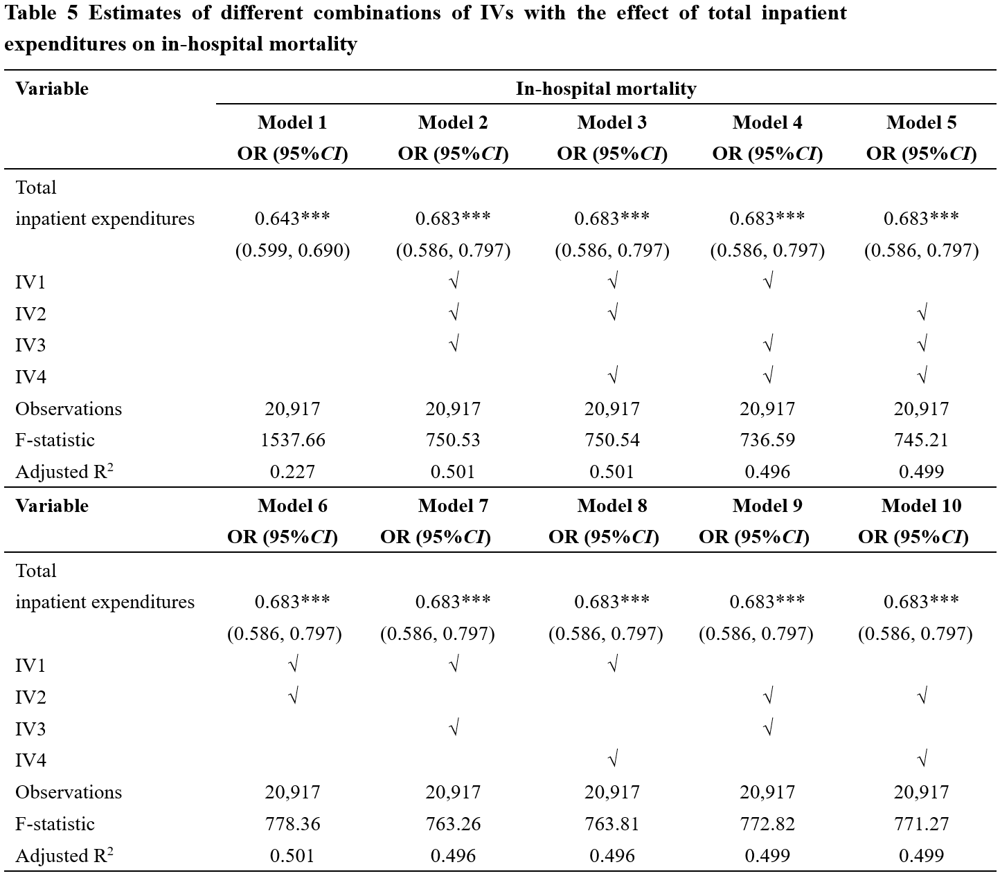 Table 5 Estimates of different combinations of IVs with the effect of total inpatient
expenditures on in-hospital mortality
Variable In-hospital mortality
Model 1 Model 2 Model 3 Model 4 Model 5
OR (95%CI) OR (95%CI) OR (95%CI) OR (95%CI) OR (95%CI)
Total
inpatient expenditures 0.643*** 0.683*** 0.683*** 0.683*** 0.683***
(0.599, 0.690) (0.586, 0.797) (0.586, 0.797) (0.586, 0.797) (0.586, 0.797)
IV1 √ √ √
IV2 √ √ √
IV3 √ √ √
IV4 √ √ √
Observations 20,917 20,917 20,917 20,917 20,917
F-statistic 1537.66 750.53 750.54 736.59 745.21
Adjusted R² 0.227 0.501 0.501 0.496 0.499
Variable Model 6 Model 7 Model 8 Model 9 Model 10
OR (95%CI) OR (95%CI) OR (95%CI) OR (95%CI) OR (95%CI)
Total
inpatient expenditures 0.683*** 0.683*** 0.683*** 0.683*** 0.683***
(0.586, 0.797) (0.586, 0.797) (0.586, 0.797) (0.586, 0.797) (0.586, 0.797)
IV1 √ √ √
IV2 √ √ √
IV3 √ √
IV4 √ √
Observations 20,917 20,917 20,917 20,917 20,917
F-statistic 778.36 763.26 763.81 772.82 771.27
Adjusted R² 0.501 0.496 0.496 0.499 0.499